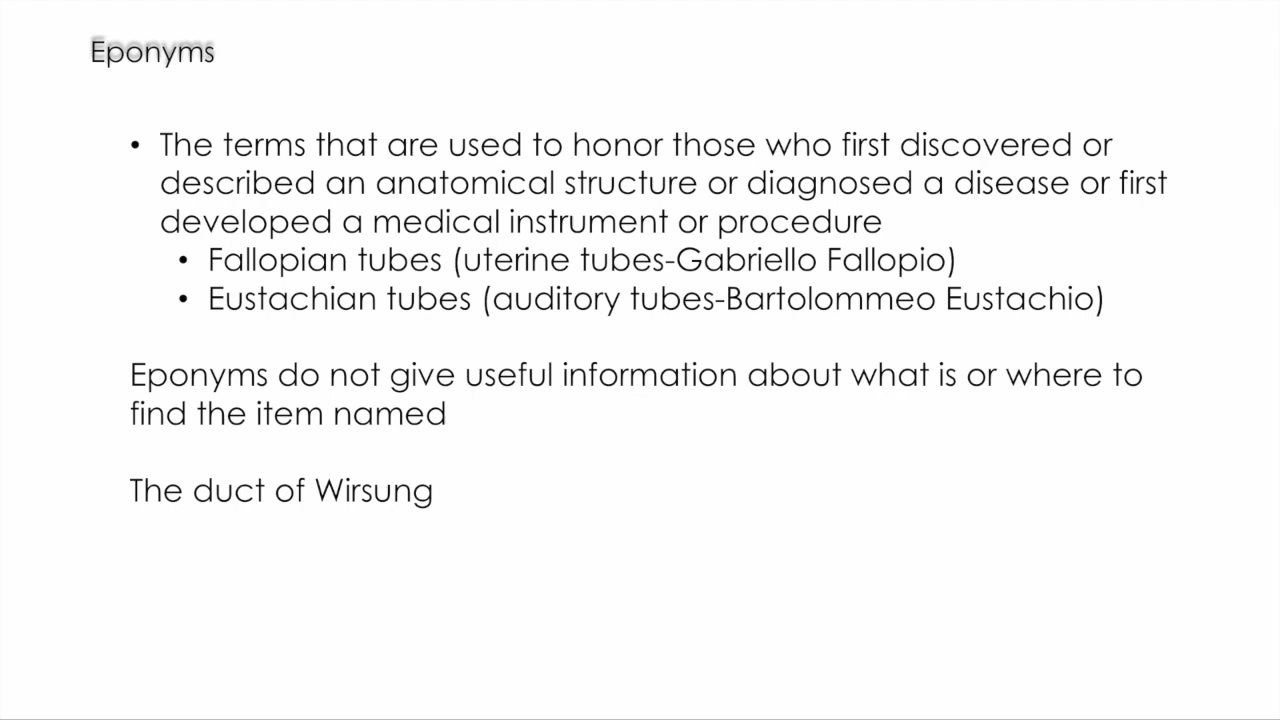 Eponyms
• The terms that are used to honor those who first discovered or
described an anatomical structure or diagnosed a disease or first
developed a medical instrument or procedure
• Fallopian tubes (uterine tubes-Gabriello Fallopio)
• Eustachian tubes (auditory tubes-Bartolommeo Eustachio)
Eponyms do not give useful information about what is or where to
find the item named
The duct of Wirsung